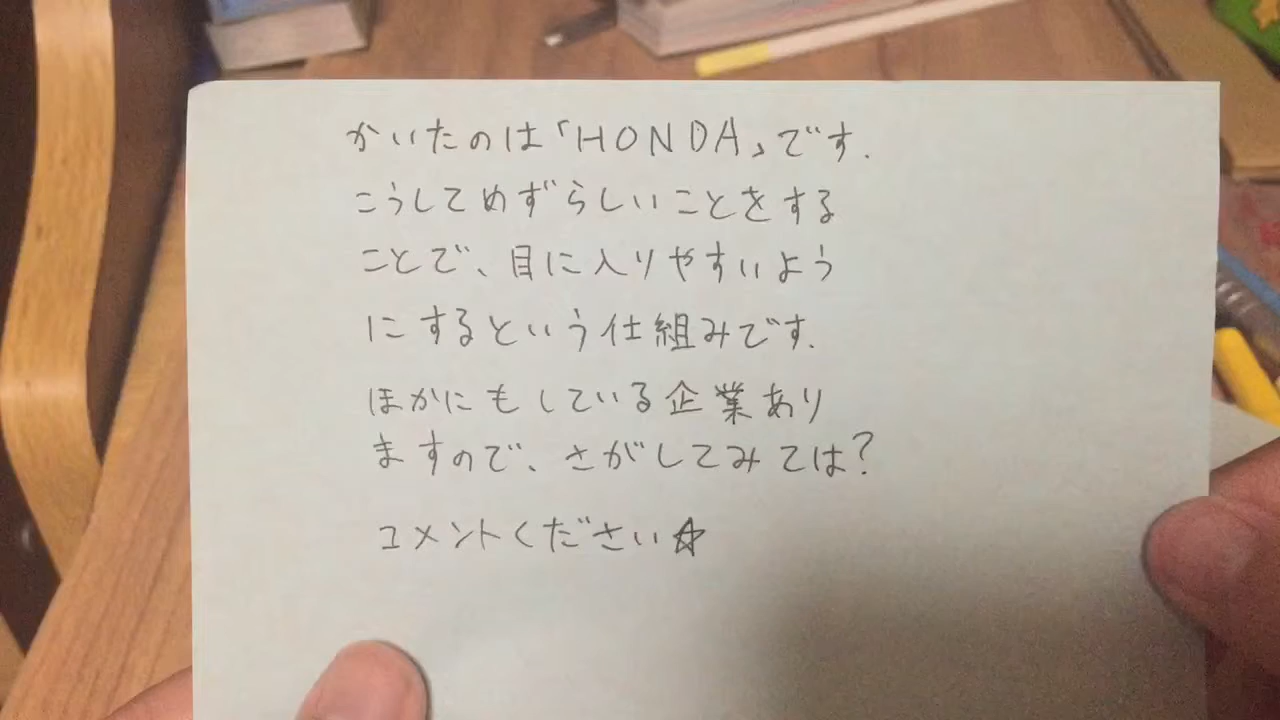 かいたのは「HONDA」です.
こうしてめずらしいことをする
ことで、目に入りやすいよう
にするという仕組みです.
ほかにもしている企業あり
ますので、さがしてみては?
コメントください☆